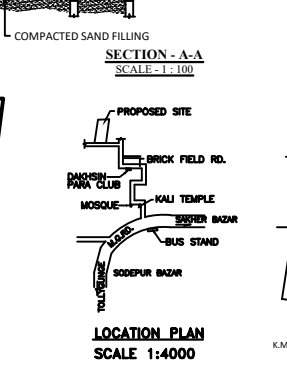 COMPACTED SAND FILLING
SECTION - A-A
SCALE - 1 : 100
PROPOSED SITE
BRICK FIELD RD.
DAKHSIN
PARA CLUB
MOSQUE
KALI TEMPLE
SAKHER BAZAR
M.G.RD.
BUS STAND
SODEPUR BAZAR
TOLLYGUNGE
LOCATION PLAN
SCALE 1:4000
K.M